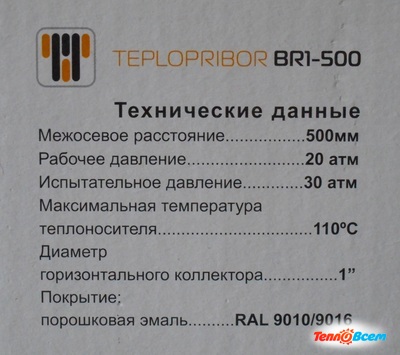 TEPLOPRIBOR BR1-500
Технические данные
Межосевое расстояние..............500мм
Рабочее давление.......................20 атм
Испытательное давление...........30 атм
Максимальная температура
теплоносителя..............................110ºC
Диаметр
горизонтального коллектора...........1”
Покрытие:
порошковая эмаль.........RAL 9010/9016
ТеплоВсем